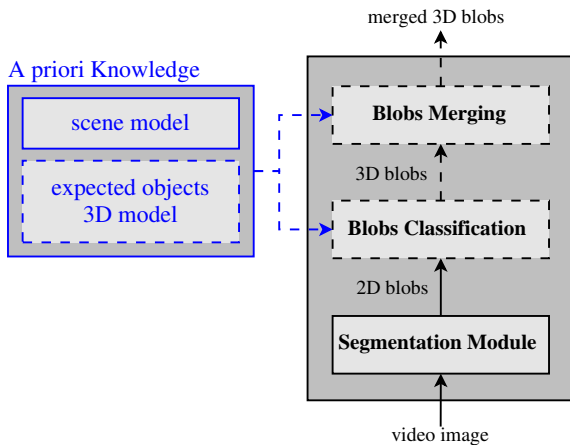 merged 3D blobs
A priori Knowledge
scene model
expected objects
3D model
Blobs Merging
3D blobs
Blobs Classification
2D blobs
Segmentation Module
video image